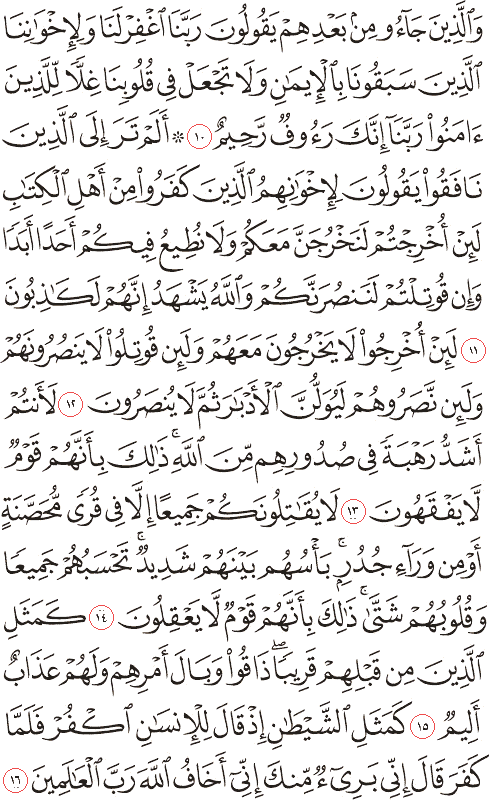 وَٱلَّذِينَ جَآءُو مِنۢ بَعۡدِهِمۡ يَقُولُونَ رَبَّنَا ٱغۡفِرۡ لَنَا وَلِإِخۡوَٰنِنَا
ٱلَّذِينَ سَبَقُونَا بِٱلۡإِيمَٰنِ وَلَا تَجۡعَلۡ فِي قُلُوبِنَا غِلّٗا لِّلَّذِينَ
ءَامَنُواْ رَبَّنَآ إِنَّكَ رَءُوفٞ رَّحِيمٌ ١٠ ۞ أَلَمۡ تَرَ إِلَى ٱلَّذِينَ
نَافَقُواْ يَقُولُونَ لِإِخۡوَٰنِهِمُ ٱلَّذِينَ كَفَرُواْ مِنۡ أَهۡلِ ٱلۡكِتَٰبِ
لَئِنۡ أُخۡرِجۡتُمۡ لَنَخۡرُجَنَّ مَعَكُمۡ وَلَا نُطِيعُ فِيكُمۡ أَحَدًا أَبَدٗا
وَإِن قُوتِلۡتُمۡ لَنَنصُرَنَّكُمۡ وَٱللَّهُ يَشۡهَدُ إِنَّهُمۡ لَكَٰذِبُونَ
١١ لَئِنۡ أُخۡرِجُواْ لَا يَخۡرُجُونَ مَعَهُمۡ وَلَئِن قُوتِلُواْ لَا يَنصُرُونَهُمۡ
وَلَئِن نَّصَرُوهُمۡ لَيُوَلُّنَّ ٱلۡأَدۡبَٰرَ ثُمَّ لَا يُنصَرُونَ ١٢ لَأَنتُمۡ
أَشَدُّ رَهۡبَةٗ فِي صُدُورِهِم مِّنَ ٱللَّهِۚ ذَٰلِكَ بِأَنَّهُمۡ قَوۡمٞ
لَّا يَفۡقَهُونَ ١٣ لَا يُقَٰتِلُونَكُمۡ جَمِيعًا إِلَّا فِي قُرٗى مُّحَصَّنَةٍ
أَوۡ مِن وَرَآءِ جُدُرِۭۚ بَأۡسُهُم بَيۡنَهُمۡ شَدِيدٞۚ تَحۡسَبُهُمۡ جَمِيعٗا
وَقُلُوبُهُمۡ شَتَّىٰۚ ذَٰلِكَ بِأَنَّهُمۡ قَوۡمٞ لَّا يَعۡقِلُونَ ١٤ كَمَثَلِ
ٱلَّذِينَ مِن قَبۡلِهِمۡ قَرِيبٗاۖ ذَاقُواْ وَبَالَ أَمۡرِهِمۡ وَلَهُمۡ عَذَابٌ
أَلِيمٞ ١٥ كَمَثَلِ ٱلشَّيۡطَٰنِ إِذۡ قَالَ لِلۡإِنسَٰنِ ٱكۡفُرۡ فَلَمَّا
كَفَرَ قَالَ إِنِّي بَرِيٓءٞ مِّنكَ إِنِّيٓ أَخَافُ ٱللَّهَ رَبَّ ٱلۡعَٰلَمِينَ ١٦